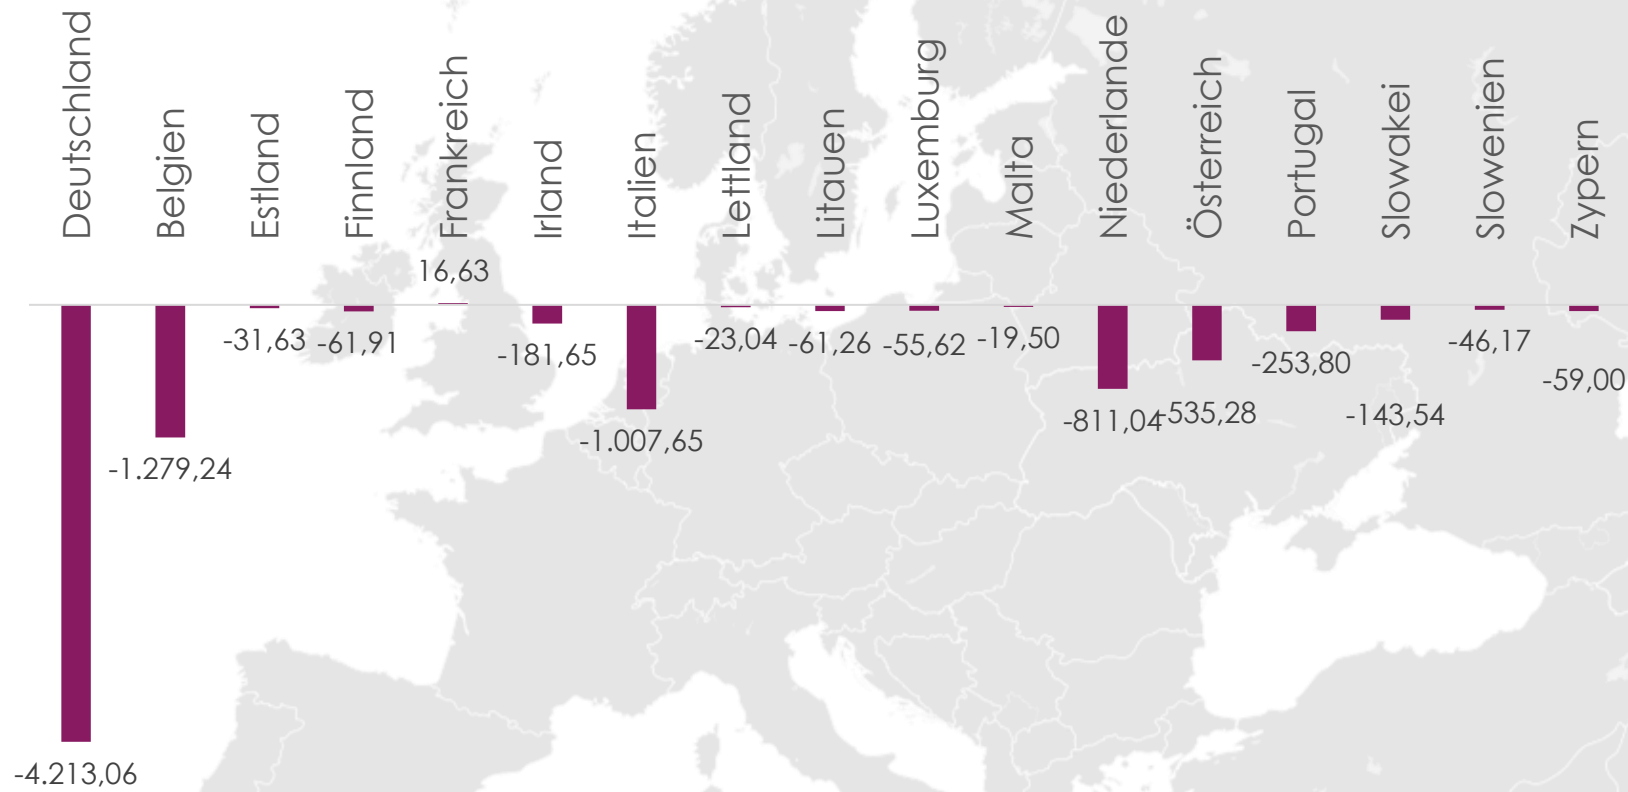 Deutschland
Belgien
Estland
Finnland
Frankreich
Irland
Italien
Lettland
Litauen
Luxemburg
Malta
Niederlande
Österreich
Portugal
Slowakei
Slowenien
Zypern
-4.213,06
-1.279,24
-31,63
-61,91
16,63
-181,65
-1.007,65
-23,04
-61,26
-55,62
-19,50
-811,04
-535,28
-253,80
-143,54
-46,17
-59,00